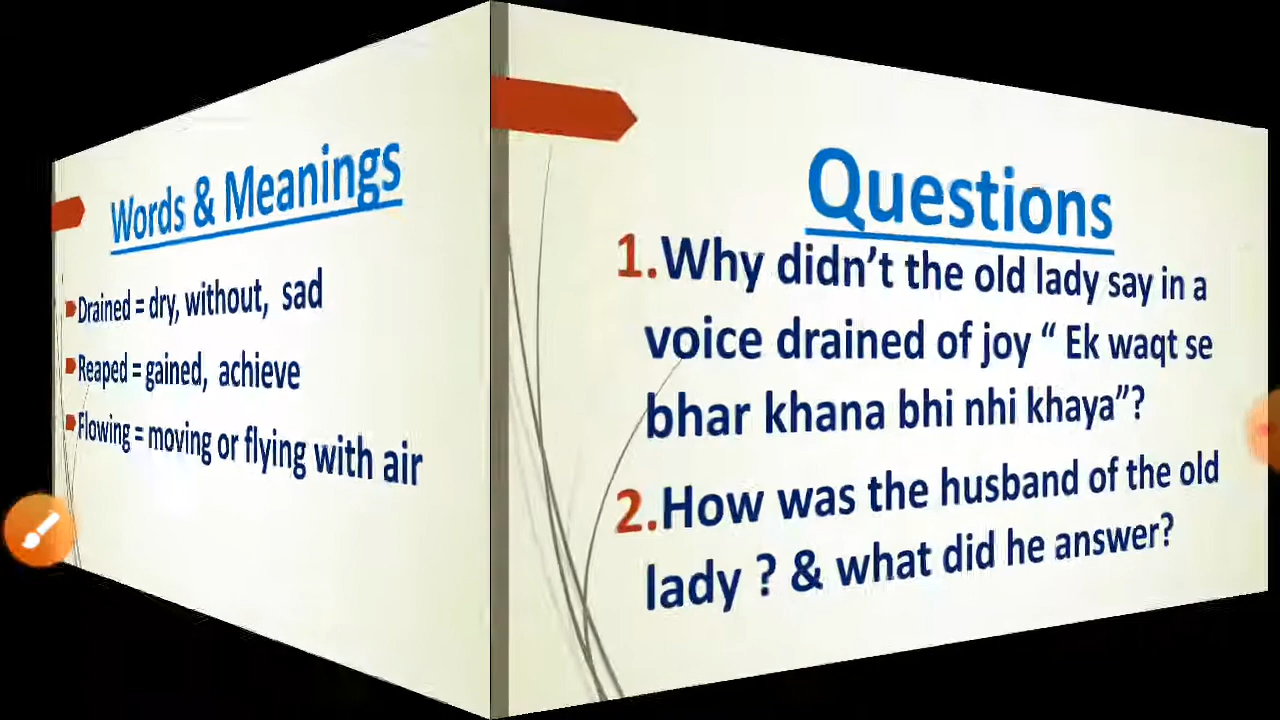 Words & Meanings
Drained = dry, without, sad
Reaped = gained, achieve
Flowing = moving or flying with air
Questions
1.Why didn't the old lady say in a
voice drained of joy “ Ek waqt se
bhar khana bhi nhi khaya”?
2.How was the husband of the old
lady ? & what did he answer?